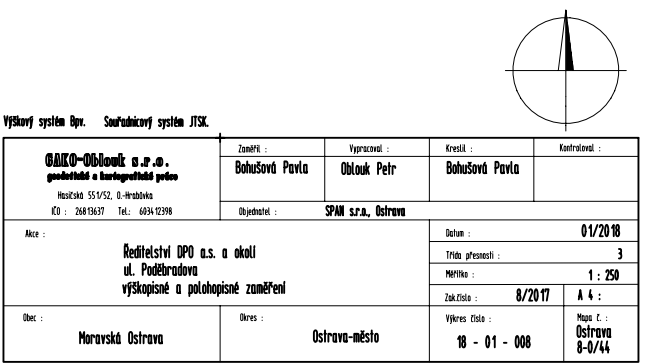 Výškový systém Bpv. Souřadnicový systém JTSK.
GAKO-Oblouk s.r.o.
geodetické a kartografické práce
Hasičská 551/52, O.-Hrabůvka
IČO : 26813637 Tel.: 603412398
Zaměřil :
Bohušová Pavla
Vypracoval :
Oblouk Petr
Kreslil :
Bohušová Pavla
Kontroloval :
Objednatel : SPAN s.r.o., Ostrava
Akce :
Ředitelství DPO a.s. a okolí
ul. Poděbradova
výškopisné a polohopisné zaměření
Datum : 01/2018
Třída přesnosti : 3
Měřítko : 1 : 250
Zak.číslo : 8/2017 A 4 :
Obec :
Moravská Ostrava
Okres :
Ostrava-město
Výkres číslo :
18 - 01 - 008
Mapa č. :
Ostrava
8-0/44